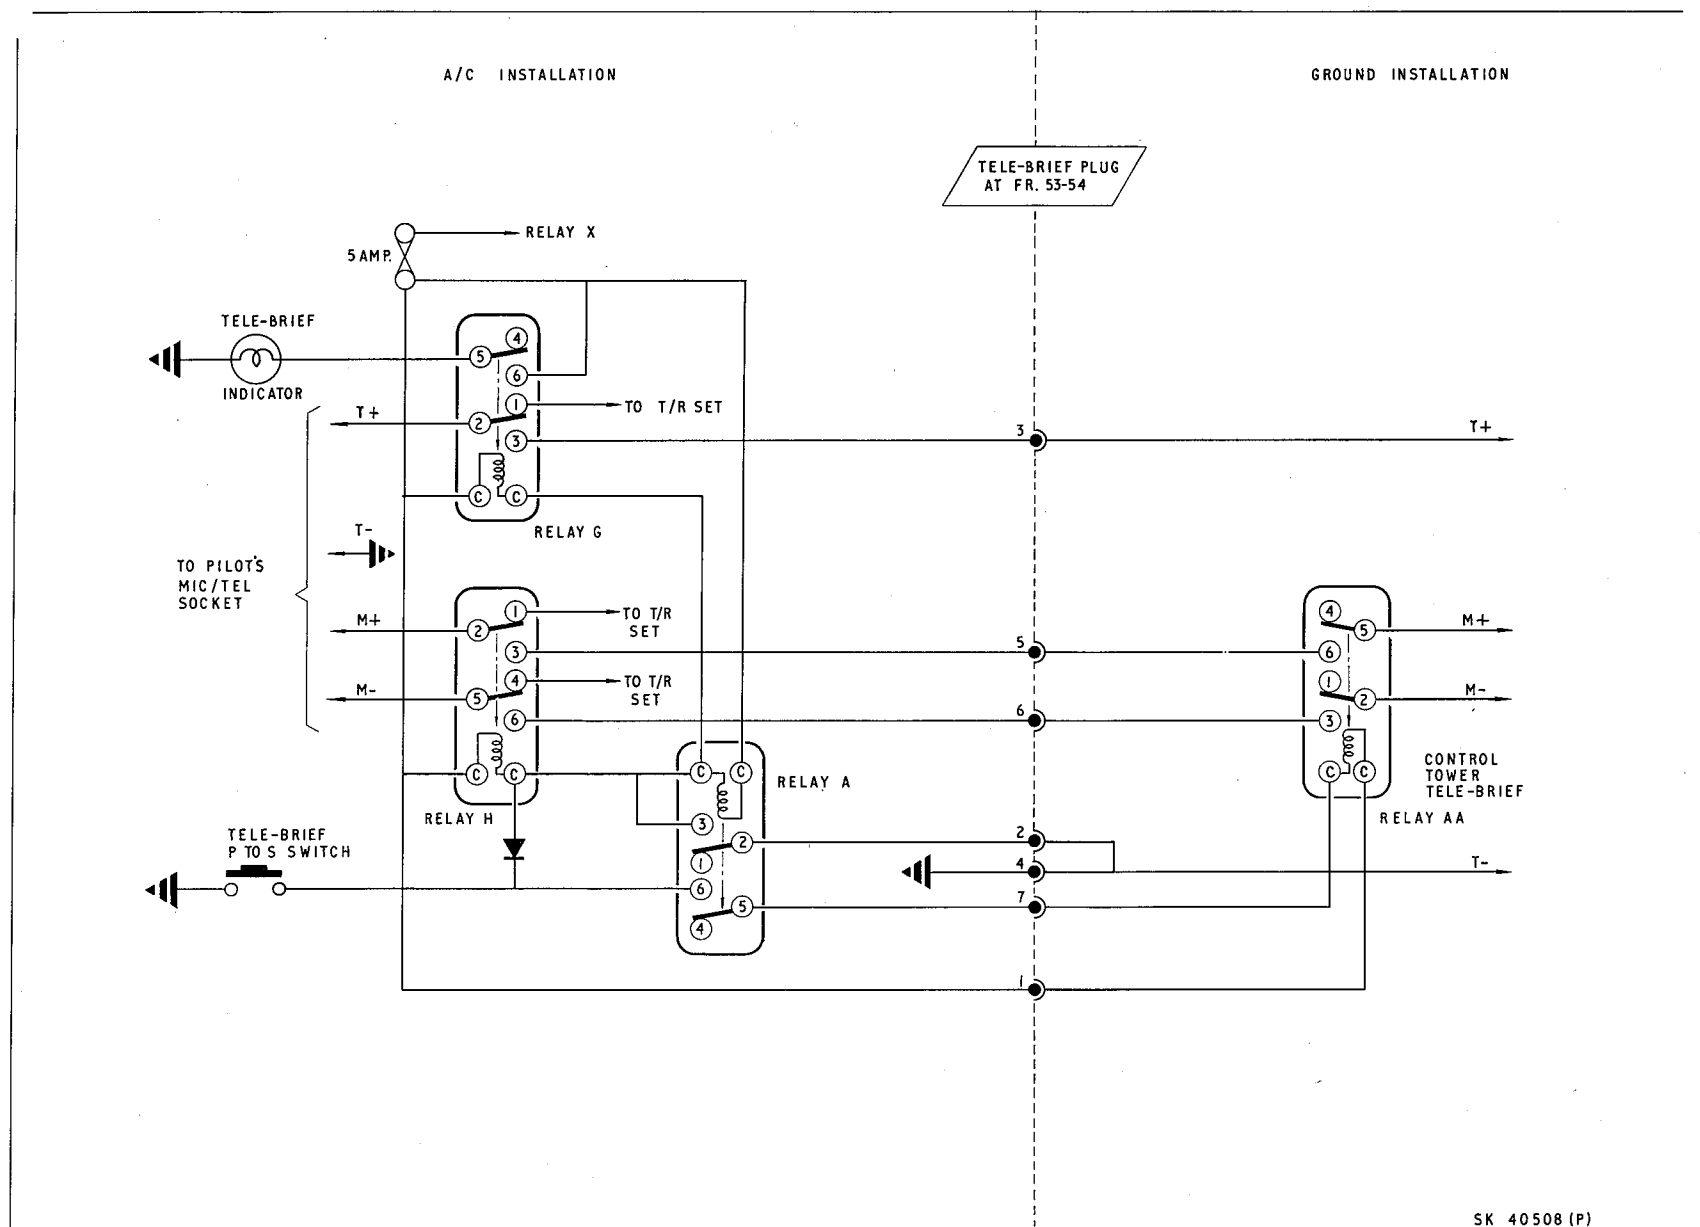 A/C INSTALLATION
GROUND INSTALLATION
TELE-BRIEF PLUG
AT FR. 53-54
RELAY X
5 AMP.
TELE-BRIEF
INDICATOR
4
5
6
1
TO T/R SET
T+
2
3
3
T+
C
C
RELAY G
T-
TO PILOT'S
MIC/TEL
SOCKET
1
TO T/R
SET
M+
2
3
5
4
TO T/R
SET
M-
5
6
6
C
C
RELAY H
4
5
M+
6
1
2
M-
3
C
C
CONTROL
TOWER
TELE-BRIEF
RELAY AA
C
C
RELAY A
3
2
1
6
5
4
TELE-BRIEF
P TO S SWITCH
2
4
T-
7
1
SK 40508 (P)